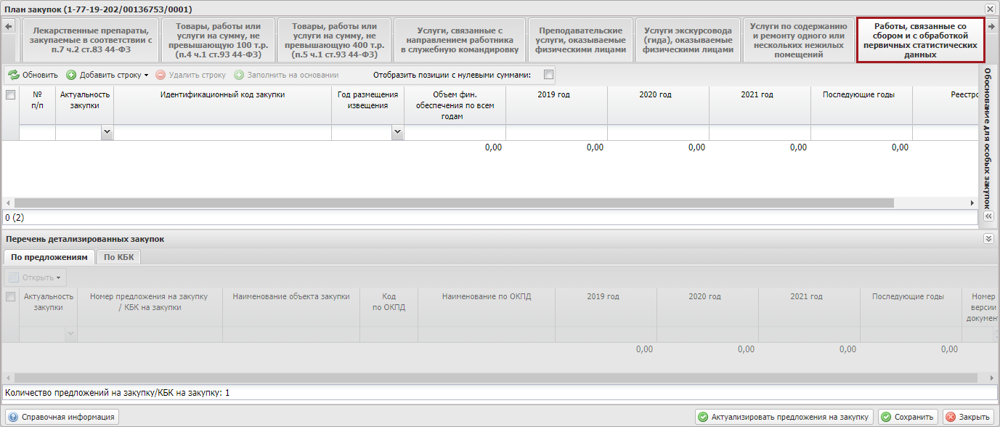 План закупок (1-77-19-202/00136753/0001)
Лекарственные препараты,
закупаемые в соответствии с
п.7 ч.2 ст.83 44-ФЗ
Товары, работы или
услуги на сумму, не
превышающую 100 т.р.
(п.4 ч.1 ст.93 44-ФЗ)
Товары, работы или
услуги на сумму, не
превышающую 400 т.р.
(п.5 ч.1 ст.93 44-ФЗ)
Услуги, связанные с
направлением работника
в служебную командировку
Преподавательские
услуги, оказываемые
физическими лицами
Услуги экскурсовода
(гида), оказываемые
физическими лицами
Услуги по содержанию
и ремонту одного или
нескольких нежилых
помещений
Работы, связанные со
сбором и с обработкой
первичных статистических
данных
Обновить Добавить строку Удалить строку Заполнить на основании Отобразить позиции с нулевыми суммами:
№
п/п
Актуальность
закупки
Идентификационный код закупки
Год размещения
извещения
Объем фин.
обеспечения по всем
годам
2019 год
2020 год
2021 год
Последующие годы
Реестро
0,00 0,00 0,00 0,00 0,00
0 (2)
Обоснование для особых закупок
Перечень детализированных закупок
По предложениям По КБК
Открыть
Актуальность
закупки
Номер предложения на закупку
/ КБК на закупки
Наименование объекта закупки
Код
по ОКПД
Наименование по ОКПД
2019 год
2020 год
2021 год
Последующие годы
Номер
версии
докумен
0,00 0,00 0,00 0,00
Количество предложений на закупку/КБК на закупку: 1
Справочная информация Актуализировать предложения на закупку Сохранить Закрыть